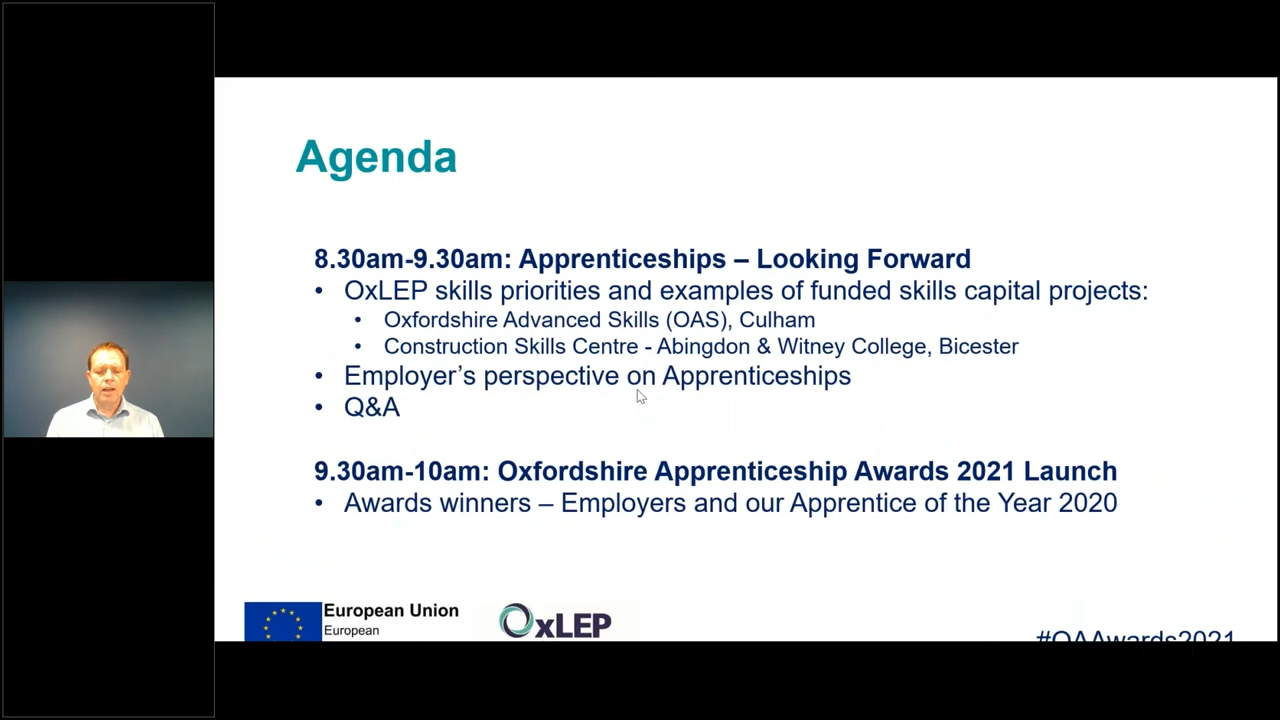 Agenda
8.30am-9.30am: Apprenticeships – Looking Forward
• OxLEP skills priorities and examples of funded skills capital projects:
• Oxfordshire Advanced Skills (OAS), Culham
• Construction Skills Centre - Abingdon & Witney College, Bicester
• Employer’s perspective on Apprenticeships
• Q&A
9.30am-10am: Oxfordshire Apprenticeship Awards 2021 Launch
• Awards winners – Employers and our Apprentice of the Year 2020
European Union
European
OxLEP
#OAAwards2021